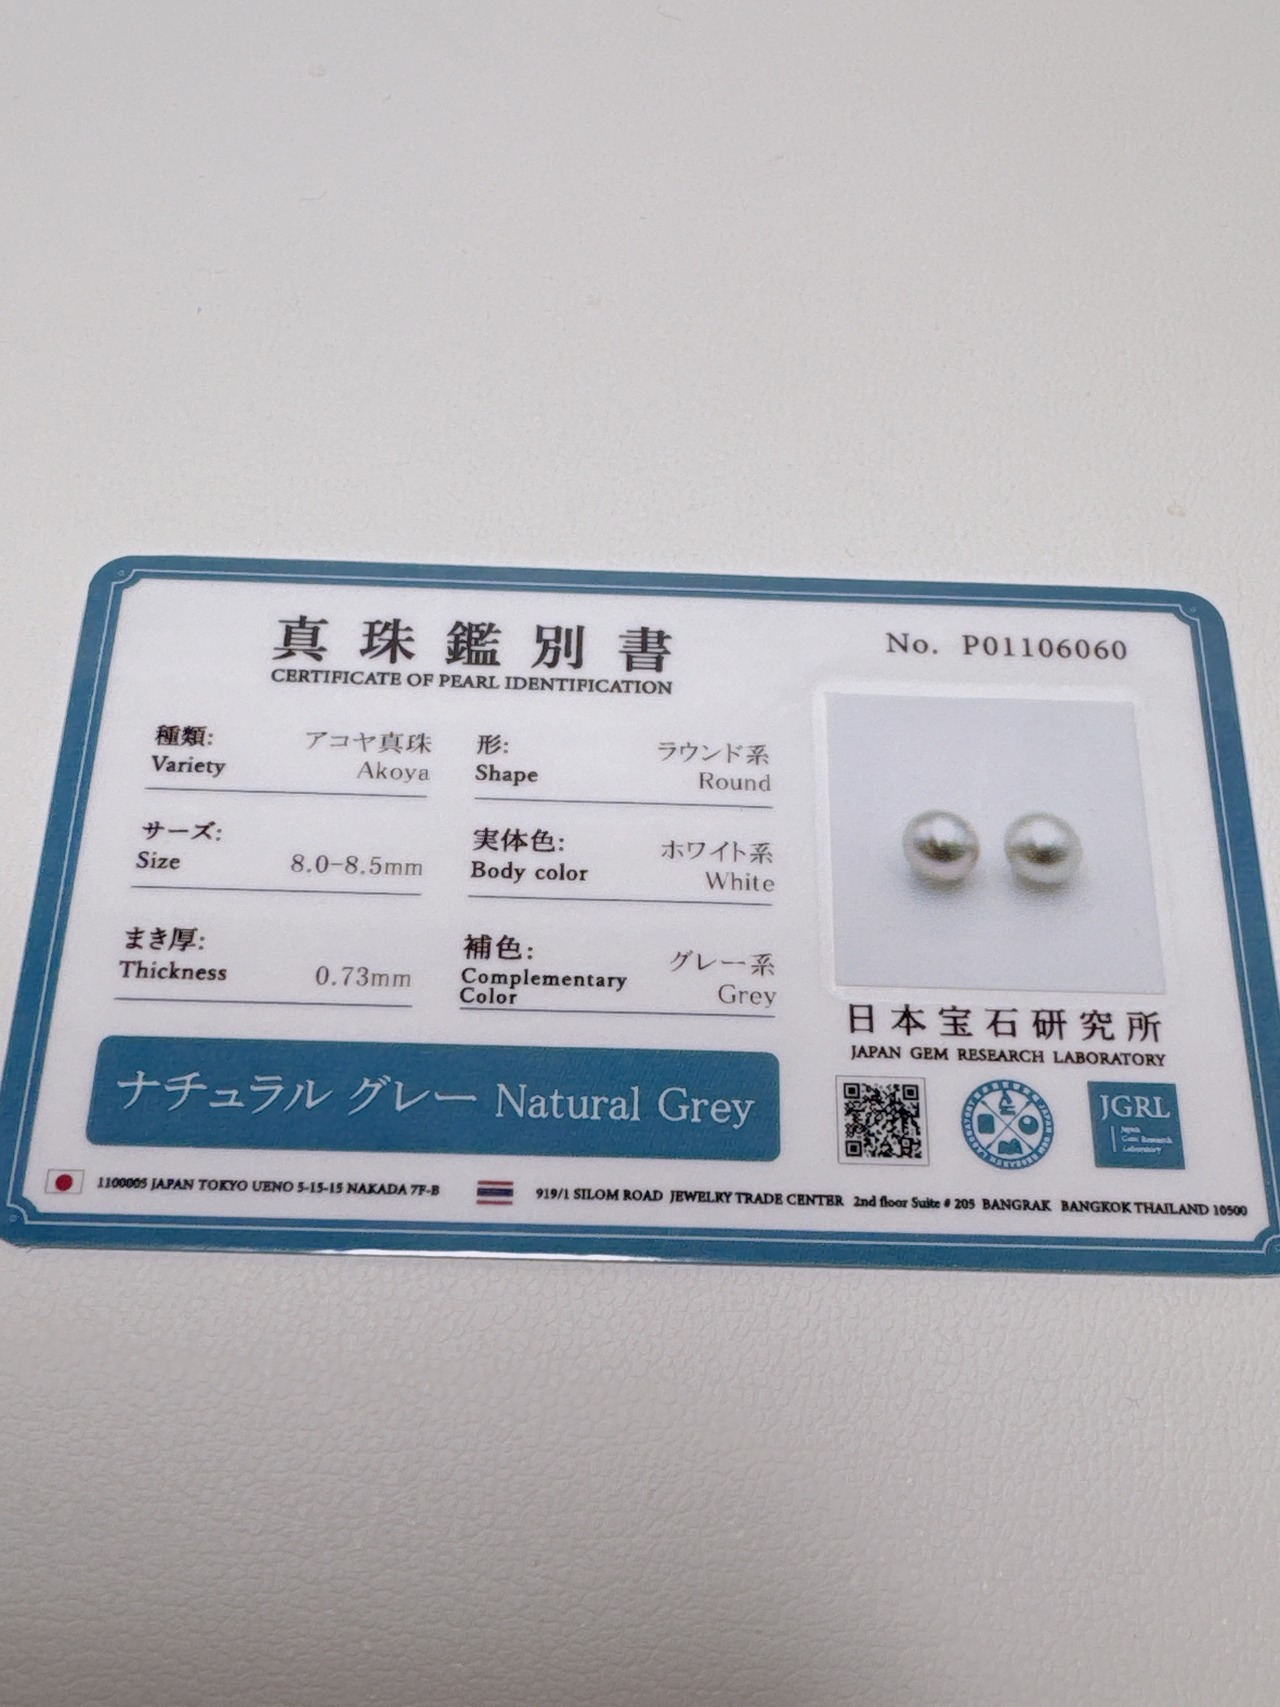 真珠鑑別書
CERTIFICATE OF PEARL IDENTIFICATION
No. P01106060
種類: アコヤ真珠
Variety Akoya
形: ラウンド系
Shape Round
サーズ:
Size 8.0-8.5mm
実体色: ホワイト系
Body color White
まき厚:
Thickness 0.73mm
補色: グレー系
Complementary
Color Grey
ナチュラル グレー Natural Grey
日本宝石研究所
JAPAN GEM RESEARCH LABORATORY
JGRL
Japan
Gem Research
Laboratory
1100005 JAPAN TOKYO UENO 5-15-15 NAKADA 7F-B
919/1 SILOM ROAD JEWELRY TRADE CENTER 2nd floor Suite # 205 BANGRAK BANGKOK THAILAND 10500